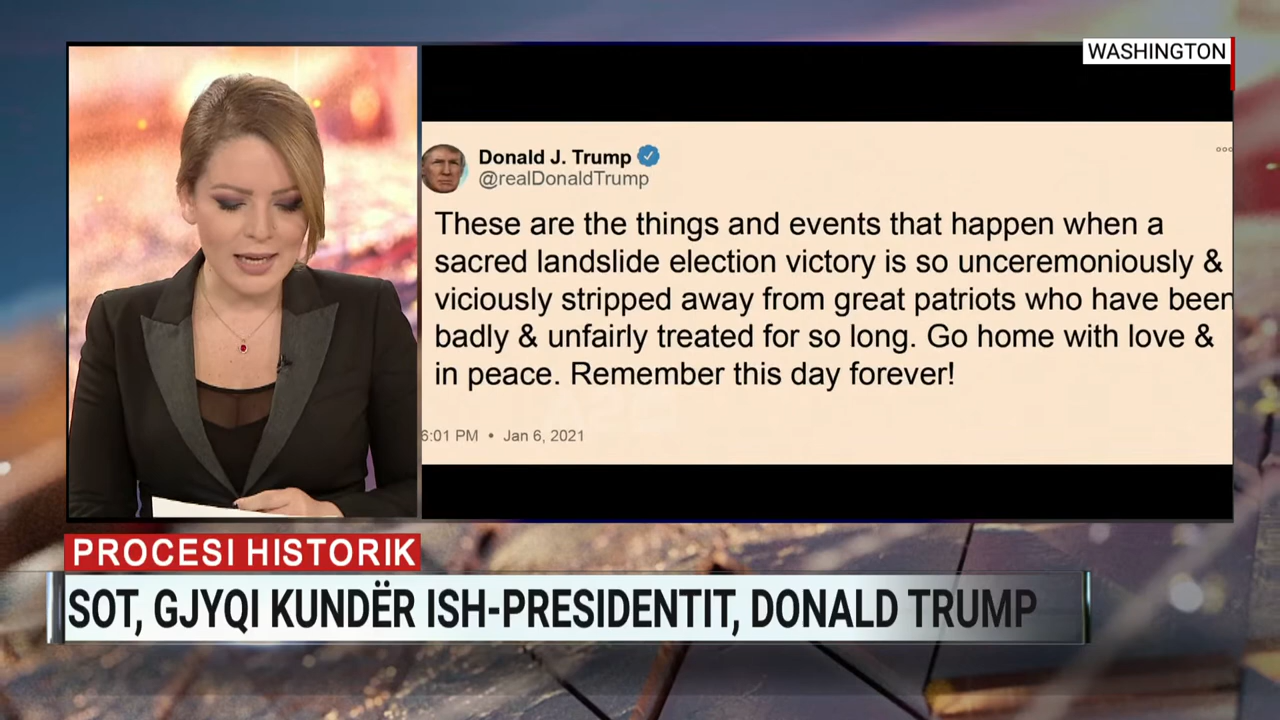 WASHINGTON
Donald J. Trump
@realDonaldTrump
These are the things and events that happen when a
sacred landslide election victory is so unceremoniously &
viciously stripped away from great patriots who have been
badly & unfairly treated for so long. Go home with love &
in peace. Remember this day forever!
6:01 PM • Jan 6, 2021
PROCESI HISTORIK
SOT, GJYQI KUNDËR ISH-PRESIDENTIT, DONALD TRUMP